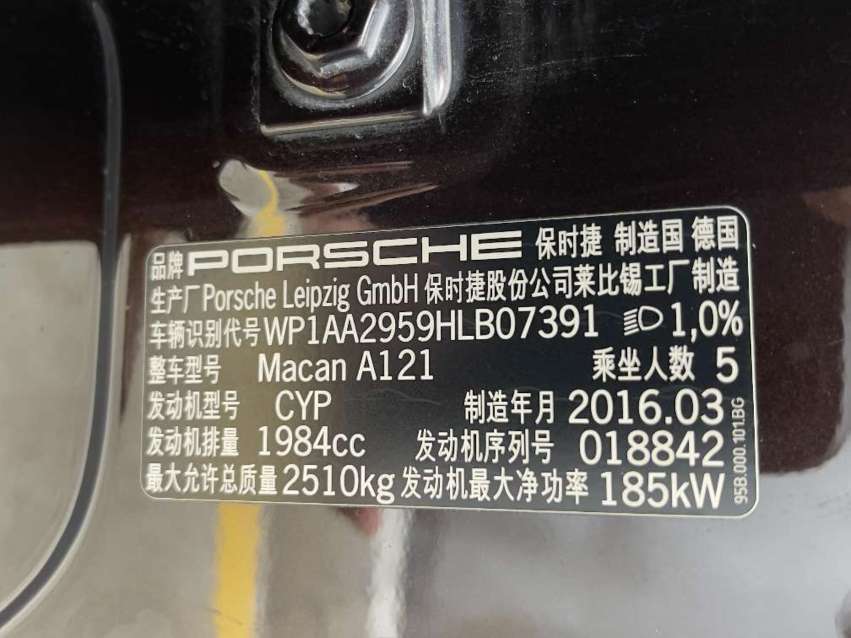 品牌 PORSCHE 保时捷 制造国 德国
生产厂 Porsche Leipzig GmbH 保时捷股份公司莱比锡工厂制造
车辆识别代号 WP1AA2959HLB07391 1,0%
整车型号 Macan A121 乘坐人数 5
发动机型号 CYP 制造年月 2016.03
发动机排量 1984cc 发动机序列号 018842
最大允许总质量 2510kg 发动机最大净功率 185kW
95B.000.101.BG